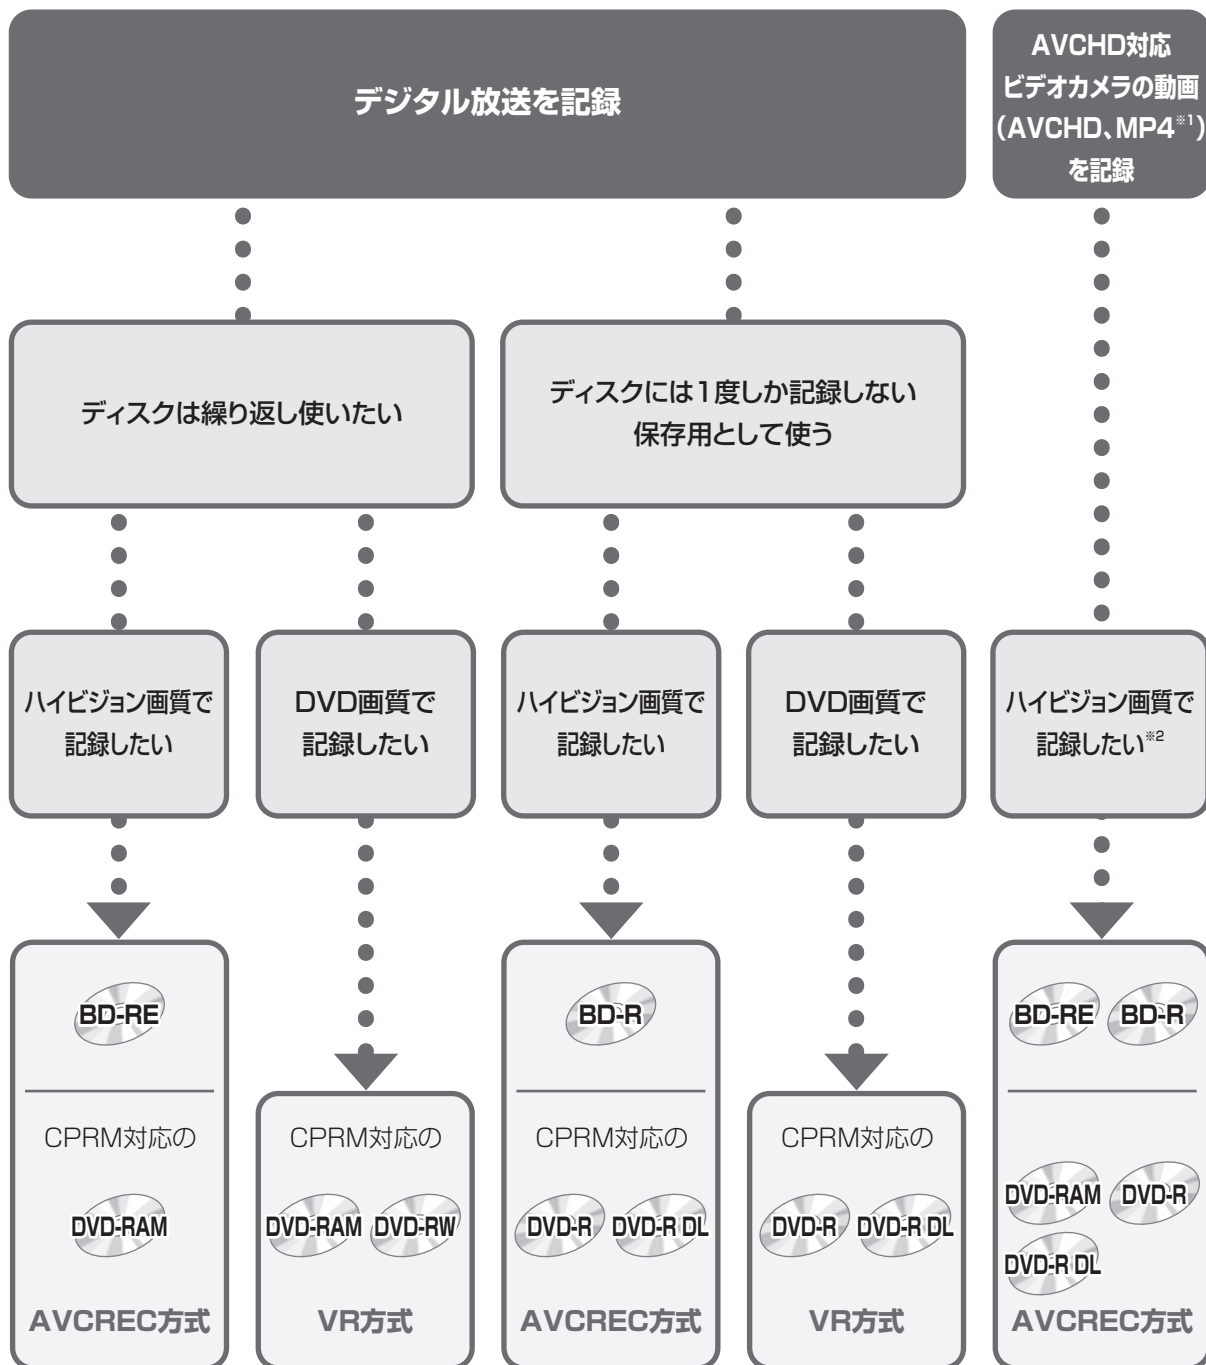 デジタル放送を記録
AVCHD対応
ビデオカメラの動画
(AVCHD、MP4※1)
を記録
ディスクは繰り返し使いたい
ディスクには1度しか記録しない
保存用として使う
ハイビジョン画質で
記録したい
DVD画質で
記録したい
ハイビジョン画質で
記録したい
DVD画質で
記録したい
ハイビジョン画質で
記録したい※2
BD-RE
CPRM対応の
DVD-RAM
AVCREC方式
CPRM対応の
DVD-RAM DVD-RW
VR方式
BD-R
CPRM対応の
DVD-R DVD-R DL
AVCREC方式
CPRM対応の
DVD-R DVD-R DL
VR方式
BD-RE BD-R
DVD-RAM DVD-R
DVD-R DL
AVCREC方式